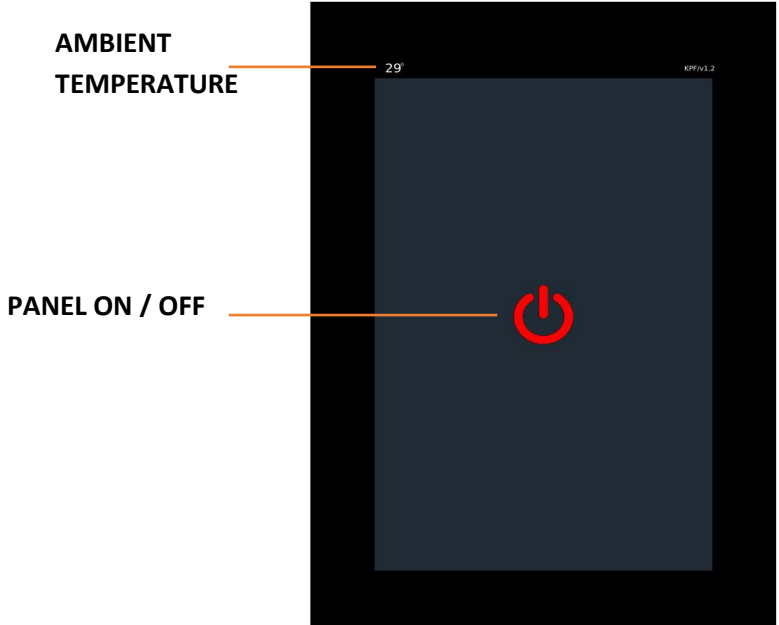 AMBIENT
TEMPERATURE
29°
KPF/v1.2
PANEL ON / OFF